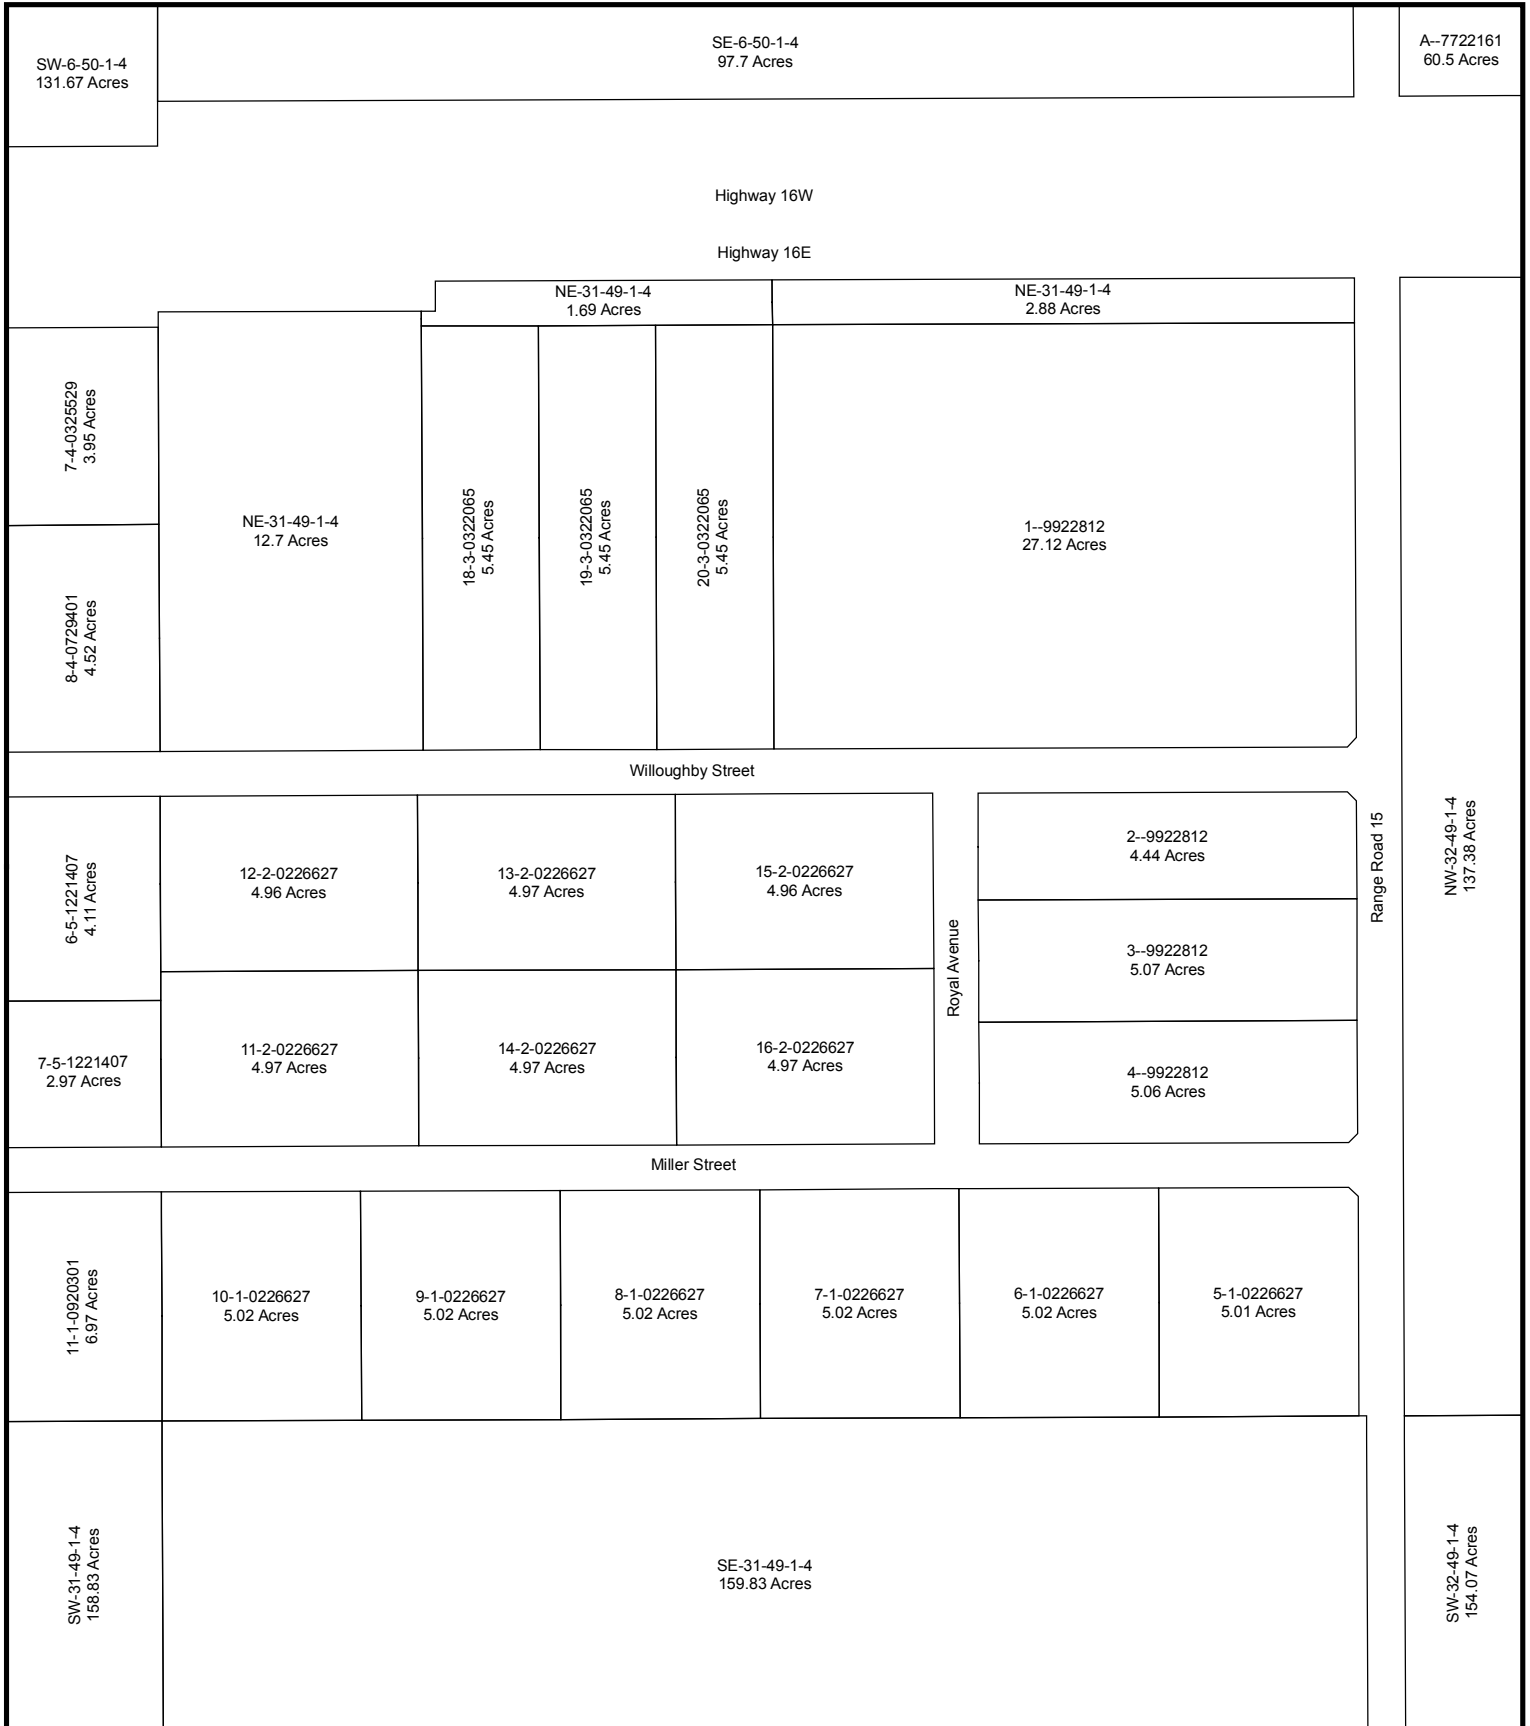 SW-6-50-1-4
131.67 Acres
SE-6-50-1-4
97.7 Acres
A--7722161
60.5 Acres
Highway 16W
Highway 16E
NE-31-49-1-4
1.69 Acres
NE-31-49-1-4
2.88 Acres
7-4-0325529
3.95 Acres
8-4-0729401
4.52 Acres
NE-31-49-1-4
12.7 Acres
18-3-0322065
5.45 Acres
19-3-0322065
5.45 Acres
20-3-0322065
5.45 Acres
1--9922812
27.12 Acres
Willoughby Street
6-5-1221407
4.11 Acres
12-2-0226627
4.96 Acres
13-2-0226627
4.97 Acres
15-2-0226627
4.96 Acres
2--9922812
4.44 Acres
Range Road 15
NW-32-49-1-4
137.38 Acres
Royal Avenue
3--9922812
5.07 Acres
7-5-1221407
2.97 Acres
11-2-0226627
4.97 Acres
14-2-0226627
4.97 Acres
16-2-0226627
4.97 Acres
4--9922812
5.06 Acres
Miller Street
11-1-0920301
6.97 Acres
10-1-0226627
5.02 Acres
9-1-0226627
5.02 Acres
8-1-0226627
5.02 Acres
7-1-0226627
5.02 Acres
6-1-0226627
5.02 Acres
5-1-0226627
5.01 Acres
SW-31-49-1-4
158.83 Acres
SE-31-49-1-4
159.83 Acres
SW-32-49-1-4
154.07 Acres